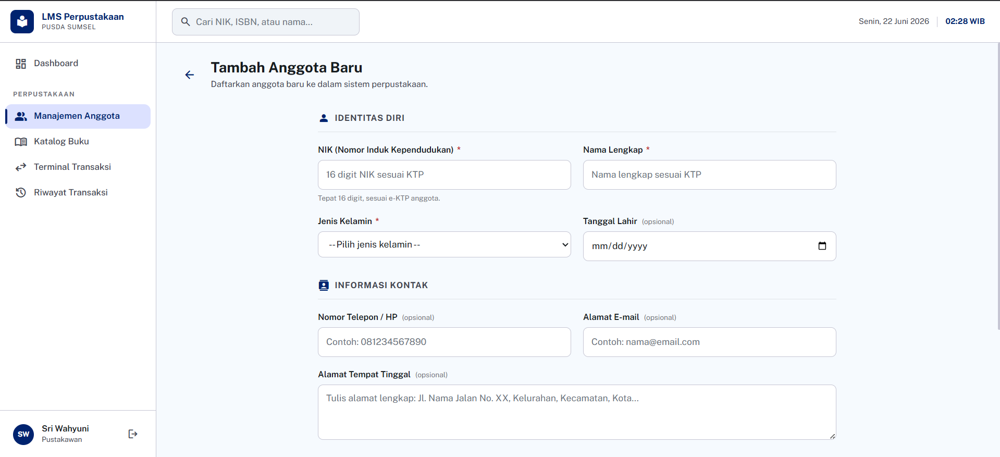 LMS Perpustakaan
PUSDA SUMSEL
Cari NIK, ISBN, atau nama...
Senin, 22 Juni 2026
02:28 WIB
Dashboard
PERPUSTAKAAN
Manajemen Anggota
Katalog Buku
Terminal Transaksi
Riwayat Transaksi
SW
Sri Wahyuni
Pustakawan
Tambah Anggota Baru
Daftarkan anggota baru ke dalam sistem perpustakaan.
IDENTITAS DIRI
NIK (Nomor Induk Kependudukan) *
16 digit NIK sesuai KTP
Tepat 16 digit, sesuai e-KTP anggota.
Nama Lengkap *
Nama lengkap sesuai KTP
Jenis Kelamin *
-- Pilih jenis kelamin --
Tanggal Lahir (opsional)
mm/dd/yyyy
INFORMASI KONTAK
Nomor Telepon / HP (opsional)
Contoh: 081234567890
Alamat E-mail (opsional)
Contoh: nama@email.com
Alamat Tempat Tinggal (opsional)
Tulis alamat lengkap: Jl. Nama Jalan No. XX, Kelurahan, Kecamatan, Kota...